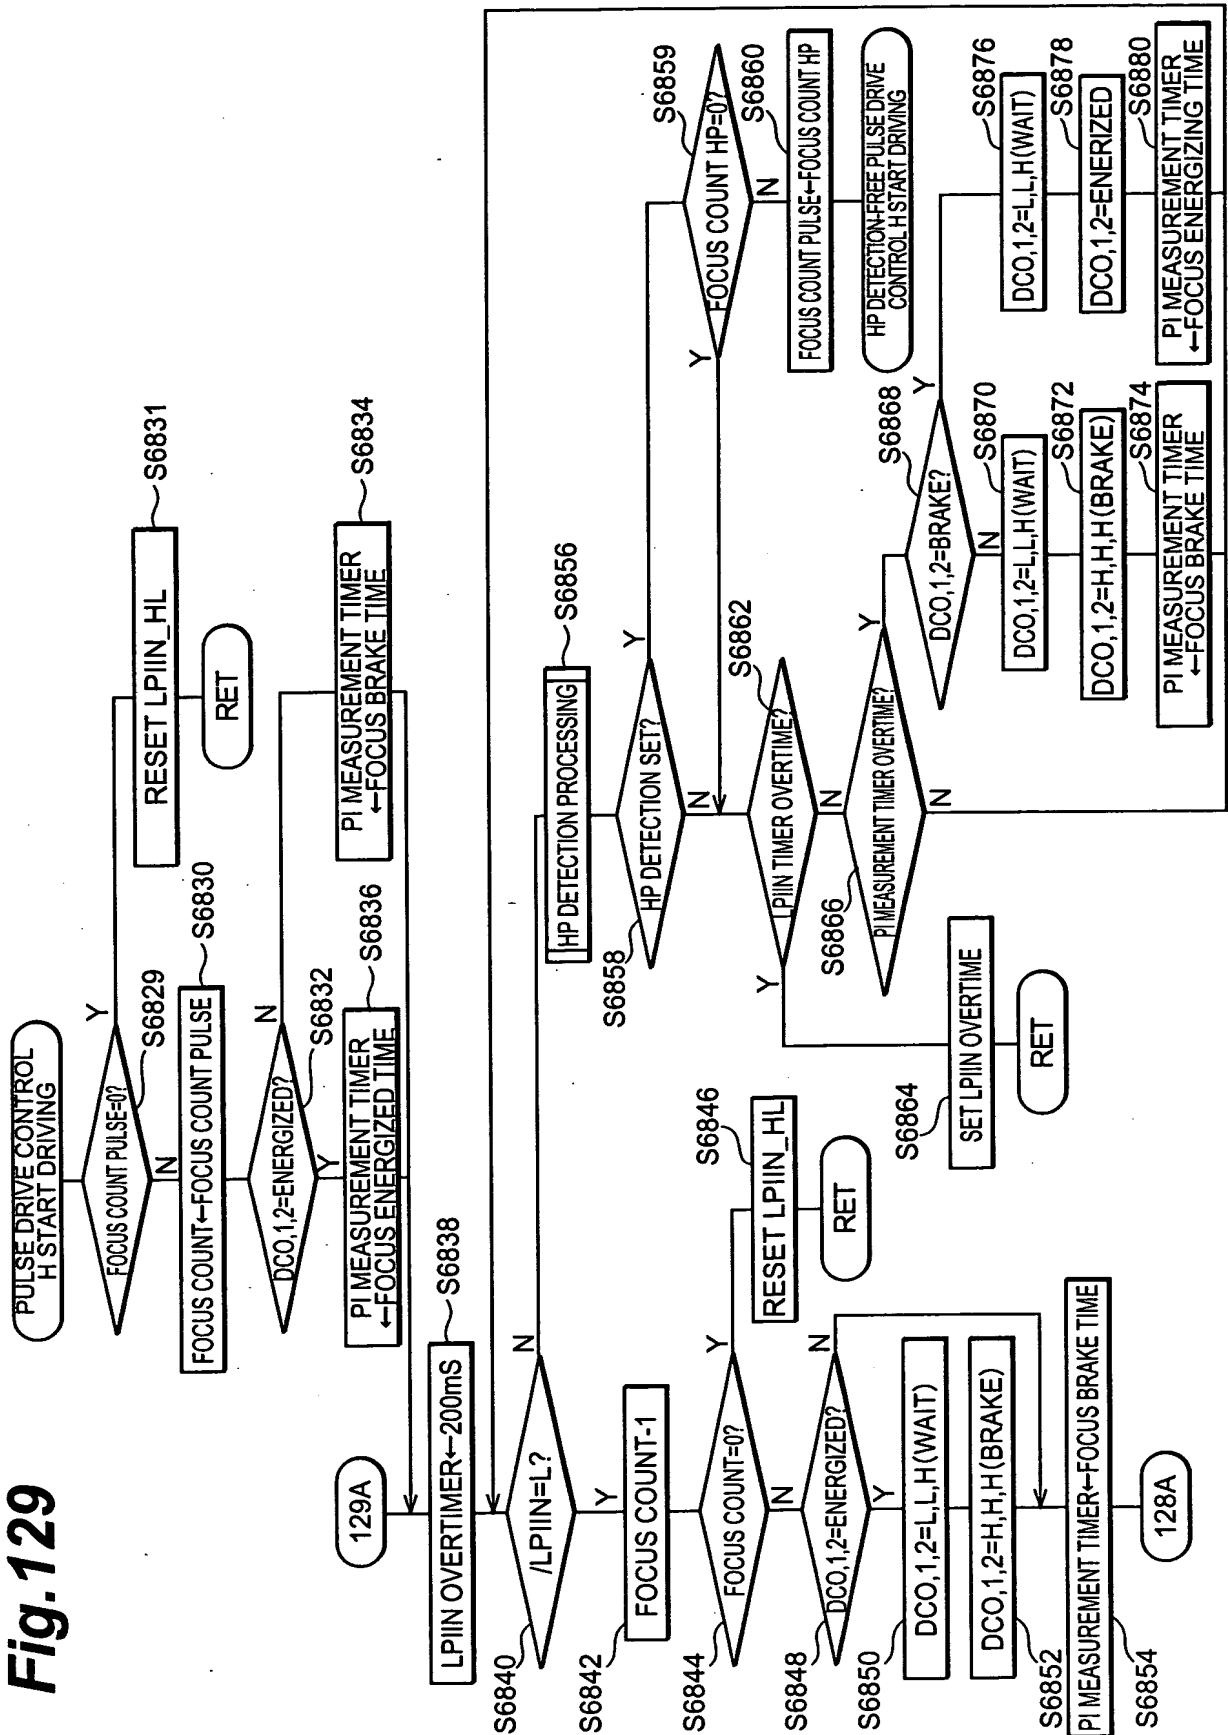 Fig.129
PULSE DRIVE CONTROL
H START DRIVING
FOCUS COUNT PULSE=0?
Y
N
S6829
RESET LPIIN_HL
S6831
RET
FOCUS COUNT←FOCUS COUNT PULSE
S6830
DCO,1,2=ENERGIZED?
N
Y
S6832
PI MEASUREMENT TIMER
←FOCUS ENERGIZED TIME
S6836
PI MEASUREMENT TIMER
←FOCUS BRAKE TIME
S6834
129A
LPIIN OVERTIMER←200mS
S6838
/LPIIN=L?
N
Y
S6840
FOCUS COUNT-1
S6842
FOCUS COUNT=0?
Y
N
S6844
RESET LPIIN_HL
S6846
RET
DCO,1,2=ENERGIZED?
N
Y
S6848
DCO,1,2=L,L,H(WAIT)
S6850
DCO,1,2=H,H,H(BRAKE)
S6852
PI MEASUREMENT TIMER←FOCUS BRAKE TIME
S6854
128A
HP DETECTION PROCESSING
S6856
HP DETECTION SET?
Y
N
S6858
FOCUS COUNT HP=0?
Y
N
S6859
FOCUS COUNT PULSE←FOCUS COUNT HP
S6860
HP DETECTION-FREE PULSE DRIVE
CONTROL H START DRIVING
LPIIN TIMER OVERTIME?
Y
N
S6862
SET LPIIN OVERTIME
S6864
RET
PI MEASUREMENT TIMER OVERTIME?
Y
N
S6866
DCO,1,2=BRAKE?
Y
N
S6868
DCO,1,2=L,L,H(WAIT)
S6870
DCO,1,2=H,H,H(BRAKE)
S6872
PI MEASUREMENT TIMER
←FOCUS BRAKE TIME
S6874
DCO,1,2=L,L,H(WAIT)
S6876
DCO,1,2=ENERIZED
S6878
PI MEASUREMENT TIMER
←FOCUS ENERGIZING TIME
S6880